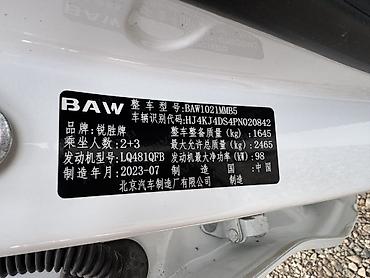 BAW 整车型号:BAW1021MMB5
车辆识别代码:HJ4KJ4DS4PN020842
品牌:锐胜牌 整车整备质量(kg):1645
乘坐人数:2+3 最大允许总质量(kg):2465
发动机型号:LQ481QFB 发动机最大净功率(kW):98
制造年月:2023-07 制造国:中国
北京汽车制造厂有限公司